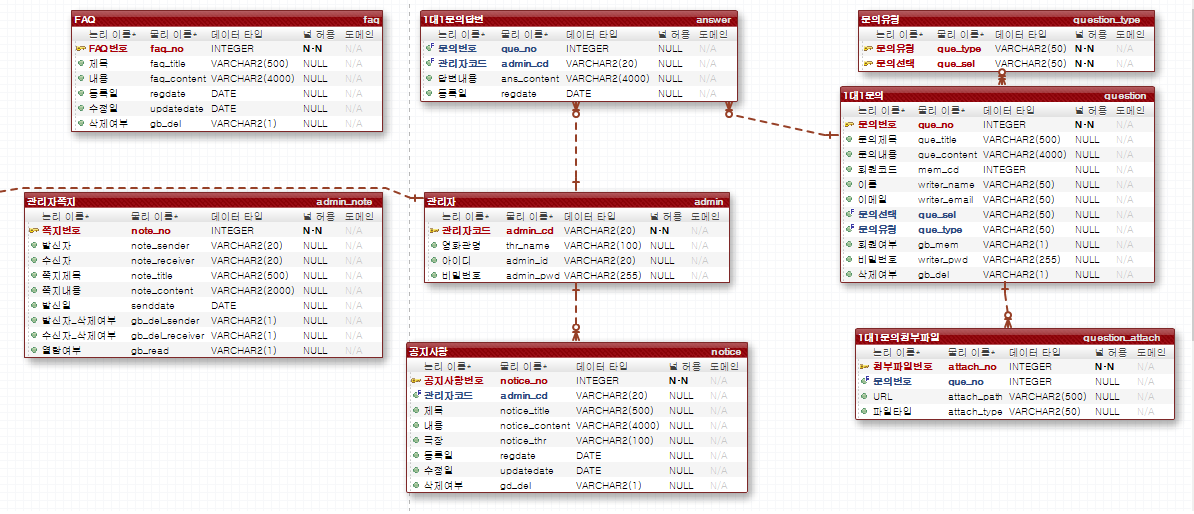 FAQ faq
논리 이름* 물리 이름* 데이터 타입 널 허용 도메인
FAQ번호 faq_no INTEGER N-N N/A
제목 faq_title VARCHAR2(500) NULL N/A
내용 faq_content VARCHAR2(4000) NULL N/A
등록일 regdate DATE NULL N/A
수정일 updatedate DATE NULL N/A
삭제여부 gb_del VARCHAR2(1) NULL N/A
1대1문의답변 answer
논리 이름* 물리 이름* 데이터 타입 널 허용 도메인
문의번호 que_no INTEGER NULL N/A
관리자코드 admin_cd VARCHAR2(20) NULL N/A
답변내용 ans_content VARCHAR2(4000) NULL N/A
등록일 regdate DATE NULL N/A
문의유형 question_type
논리 이름* 물리 이름* 데이터 타입 널 허용 도메인
문의유형 que_type VARCHAR2(50) N-N N/A
문의선택 que_sel VARCHAR2(50) N-N N/A
1대1문의 question
논리 이름* 물리 이름* 데이터 타입 널 허용 도메인
문의번호 que_no INTEGER N-N N/A
문의제목 que_title VARCHAR2(500) NULL N/A
문의내용 que_content VARCHAR2(4000) NULL N/A
회원코드 mem_cd INTEGER NULL N/A
이름 writer_name VARCHAR2(50) NULL N/A
이메일 writer_email VARCHAR2(50) NULL N/A
문의선택 que_sel VARCHAR2(50) NULL N/A
문의유형 que_type VARCHAR2(50) NULL N/A
회원여부 gb_mem VARCHAR2(1) NULL N/A
비밀번호 writer_pwd VARCHAR2(255) NULL N/A
삭제여부 gb_del VARCHAR2(1) NULL N/A
관리자쪽지 admin_note
논리 이름* 물리 이름* 데이터 타입 널 허용 도메인
쪽지번호 note_no INTEGER N-N N/A
발신자 note_sender VARCHAR2(20) NULL N/A
수신자 note_receiver VARCHAR2(20) NULL N/A
쪽지제목 note_title VARCHAR2(500) NULL N/A
쪽지내용 note_content VARCHAR2(2000) NULL N/A
발신일 senddate DATE NULL N/A
발신자_삭제여부 gb_del_sender VARCHAR2(1) NULL N/A
수신자_삭제여부 gb_del_receiver VARCHAR2(1) NULL N/A
열람여부 gb_read VARCHAR2(1) NULL N/A
관리자 admin
논리 이름* 물리 이름* 데이터 타입 널 허용 도메인
관리자코드 admin_cd VARCHAR2(20) N-N N/A
영화관명 thr_name VARCHAR2(100) NULL N/A
아이디 admin_id VARCHAR2(20) NULL N/A
비밀번호 admin_pwd VARCHAR2(255) NULL N/A
공지사항 notice
논리 이름* 물리 이름* 데이터 타입 널 허용 도메인
공지사항번호 notice_no INTEGER N-N N/A
관리자코드 admin_cd VARCHAR2(20) NULL N/A
제목 notice_title VARCHAR2(500) NULL N/A
내용 notice_content VARCHAR2(4000) NULL N/A
극장 notice_thr VARCHAR2(100) NULL N/A
등록일 regdate DATE NULL N/A
수정일 updatedate DATE NULL N/A
삭제여부 gd_del VARCHAR2(1) NULL N/A
1대1문의첨부파일 question_attach
논리 이름* 물리 이름* 데이터 타입 널 허용 도메인
첨부파일번호 attach_no INTEGER N-N N/A
문의번호 que_no INTEGER NULL N/A
URL attach_path VARCHAR2(500) NULL N/A
파일타입 attach_type VARCHAR2(50) NULL N/A